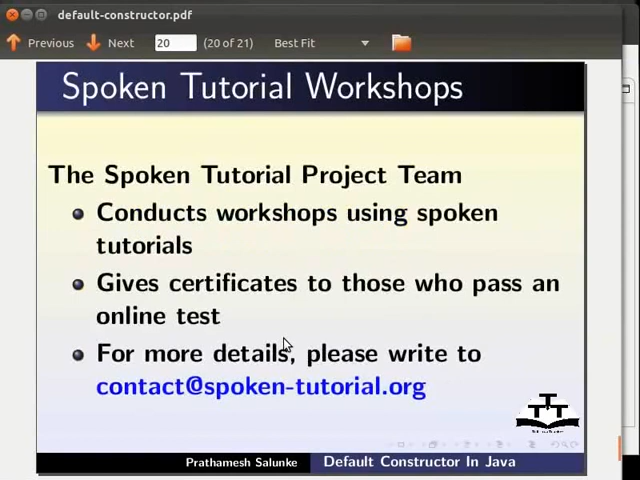 default-constructor.pdf
Previous Next 20 (20 of 21) Best Fit
Spoken Tutorial Workshops
The Spoken Tutorial Project Team
Conducts workshops using spoken
tutorials
Gives certificates to those who pass an
online test
For more details, please write to
contact@spoken-tutorial.org
Prathamesh Salunke Default Constructor In Java